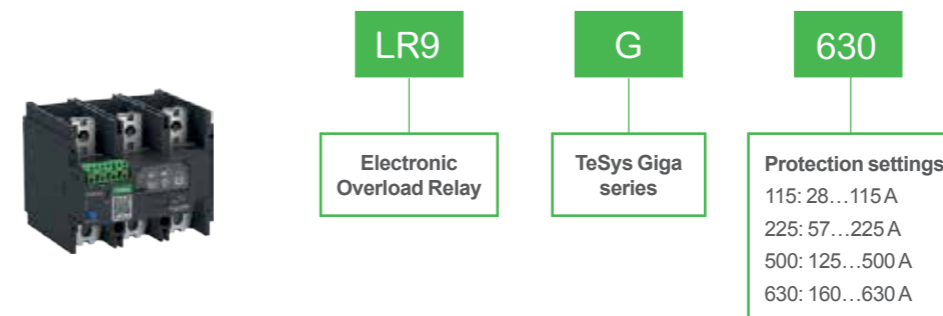 LR9
G
630
Electronic
Overload Relay
TeSys Giga
series
Protection settings
115: 28…115 A
225: 57…225 A
500: 125…500 A
630: 160…630 A